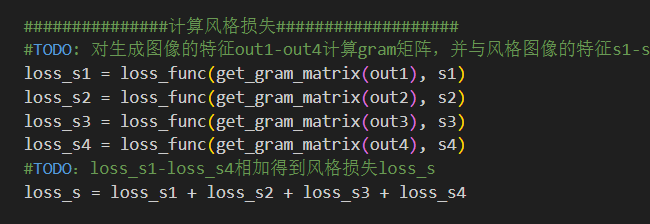 ###############计算风格损失###################
#TODO: 对生成图像的特征out1-out4计算gram矩阵，并与风格图像的特征s1-s
loss_s1 = loss_func(get_gram_matrix(out1), s1)
loss_s2 = loss_func(get_gram_matrix(out2), s2)
loss_s3 = loss_func(get_gram_matrix(out3), s3)
loss_s4 = loss_func(get_gram_matrix(out4), s4)
#TODO: loss_s1-loss_s4相加得到风格损失loss_s
loss_s = loss_s1 + loss_s2 + loss_s3 + loss_s4